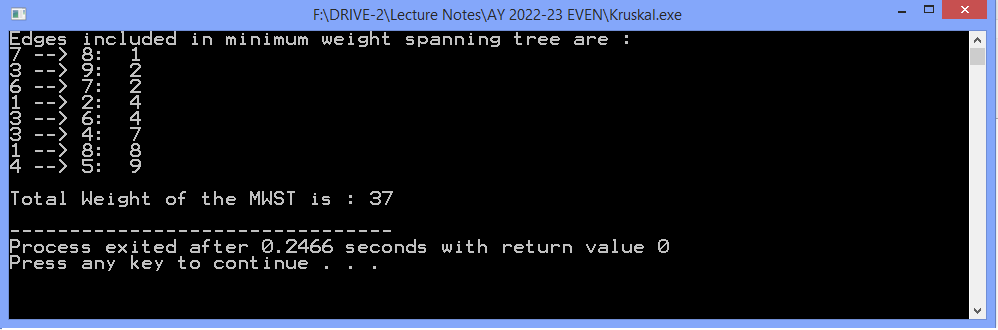 F:\DRIVE-2\Lecture Notes\AY 2022-23 EVEN\Kruskal.exe
Edges included in minimum weight spanning tree are :
7 --> 8:  1
3 --> 9:  2
6 --> 7:  2
1 --> 2:  4
3 --> 6:  4
3 --> 4:  7
1 --> 8:  8
4 --> 5:  9
Total Weight of the MWST is : 37
--------------------------------
Process exited after 0.2466 seconds with return value 0
Press any key to continue . . .